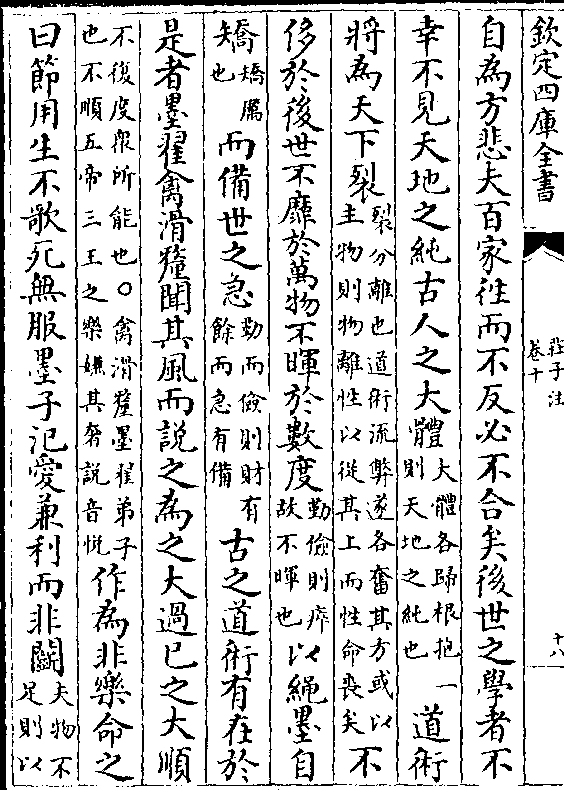 欽定四庫全書
莊子注
卷十
十八
自為方悲夫百家徃而不反必不合矣後世之學者不
幸不見天地之純古人之大體大體各歸根抱一則天地之純也道術
將為天下裂裂分離也道術流弊遂各奮其方或以主物則物離性以從其上而性命喪矣不
侈於後世不靡於萬物不暉於數度勤儉則瘁故不暉也以繩墨自
矯矯厲也而備世之急勤而儉則財有餘而急有備古之道術有在於
是者墨翟禽滑釐聞其風而説之為之大過已之大順
不復度衆所能也○禽滑釐墨翟弟子也不順五帝三王之樂嫌其奢説音悦作為非樂命之
曰節用生不歌死無服墨子氾愛兼利而非鬭夫物不足則以